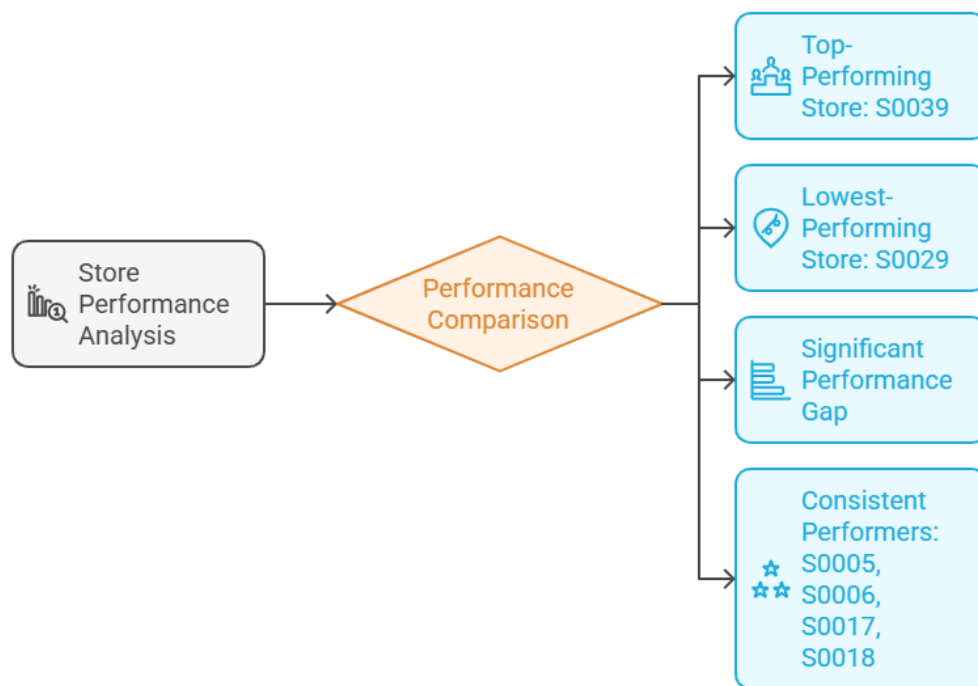 Store
Performance
Analysis
Performance
Comparison
Top-
Performing
Store: S0039
Lowest-
Performing
Store: S0029
Significant
Performance
Gap
Consistent
Performers:
S0005,
S0006,
S0017,
S0018